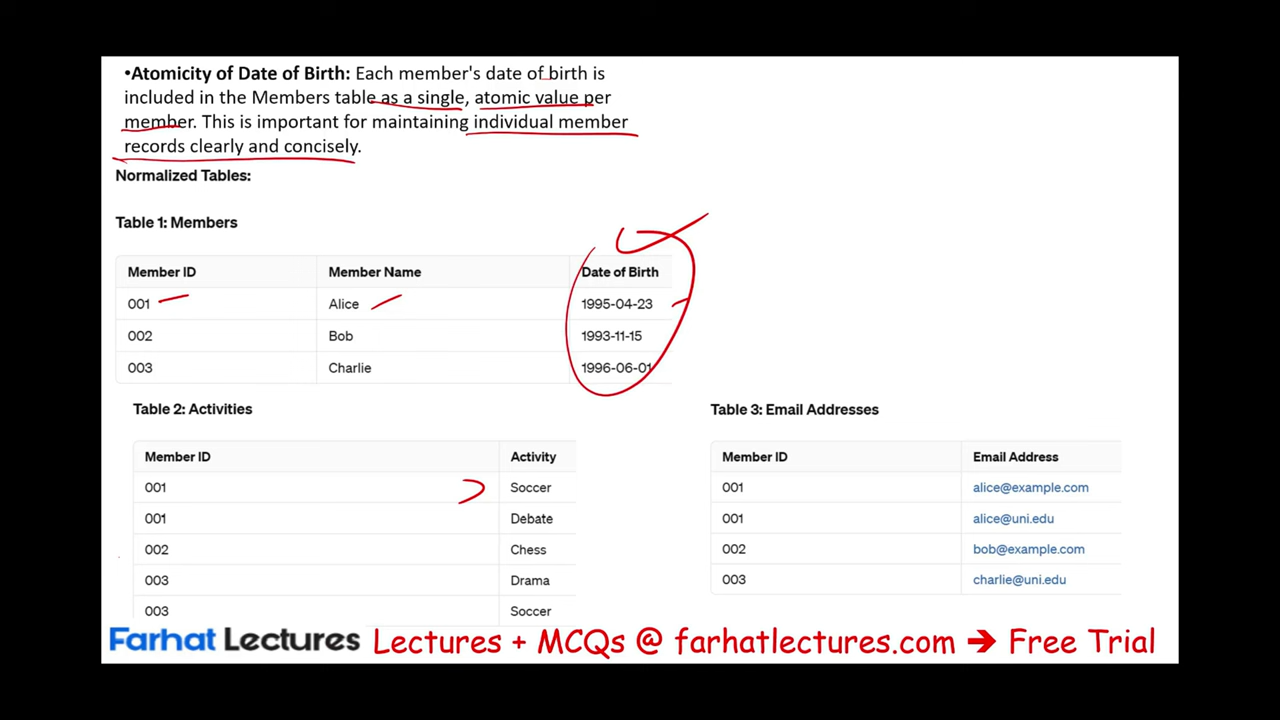 •Atomicity of Date of Birth: Each member's date of birth is
included in the Members table as a single, atomic value per
member. This is important for maintaining individual member
records clearly and concisely.
Normalized Tables:
Table 1: Members
Member ID Member Name Date of Birth
001 Alice 1995-04-23
002 Bob 1993-11-15
003 Charlie 1996-06-01
Table 2: Activities
Member ID Activity
001 Soccer
001 Debate
002 Chess
003 Drama
003 Soccer
Table 3: Email Addresses
Member ID Email Address
001 alice@example.com
001 alice@uni.edu
002 bob@example.com
003 charlie@uni.edu
Farhat Lectures Lectures + MCQs @ farhatlectures.com → Free Trial